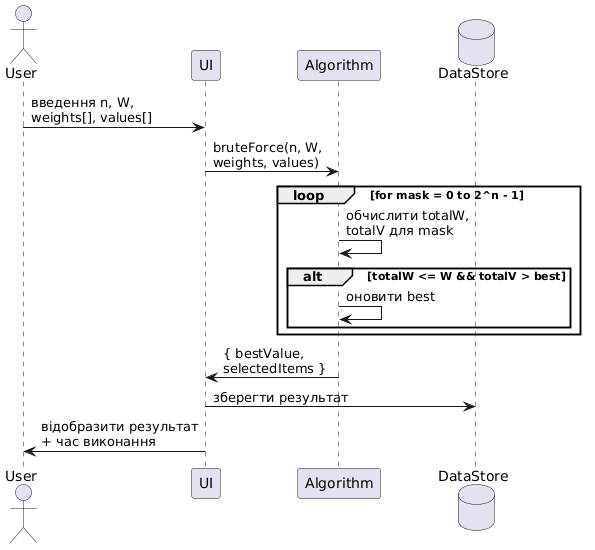 User
UI
Algorithm
DataStore
введення n, W,
weights[], values[]
bruteForce(n, W,
weights, values)
loop
[for mask = 0 to 2^n - 1]
обчислити totalW,
totalV для mask
alt
[totalW <= W && totalV > best]
оновити best
{ bestValue,
selectedItems }
зберегти результат
відобразити результат
+ час виконання
User
UI
Algorithm
DataStore